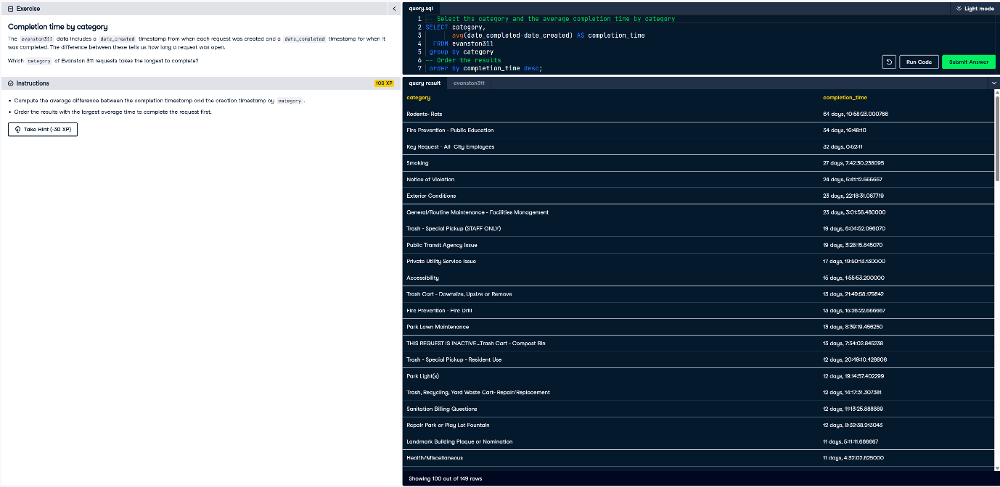 Exercise
Completion time by category
The evanston311 data includes a date_created timestamp from when each request was created and a date_completed timestamp for when it
was completed. The difference between these tells us how long a request was open.
Which category of Evanston 311 requests takes the longest to complete?
Instructions
100 XP
• Compute the average difference between the completion timestamp and the creation timestamp by category .
• Order the results with the largest average time to complete the request first.
Take Hint (-30 XP)
query.sql
Light mode
1 -- Select the category and the average completion time by category
2 SELECT category,
3 avg(date_completed-date_created) AS completion_time
4 FROM evanston311
5 group by category
6 -- Order the results
7 order by completion_time desc;
Run Code
Submit Answer
query result evanston311
category completion_time
Rodents- Rats 64 days, 10:58:23.000766
Fire Prevention - Public Education 34 days, 16:48:10
Key Request - All City Employees 32 days, 0:52:11
Smoking 27 days, 7:42:30.238095
Notice of Violation 24 days, 5:41:12.666667
Exterior Conditions 23 days, 22:16:31.067719
General/Routine Maintenance - Facilities Management 23 days, 3:01:56.480000
Trash - Special Pickup (STAFF ONLY) 19 days, 6:04:52.096070
Public Transit Agency Issue 19 days, 3:28:15.845070
Private Utility Service Issue 17 days, 19:50:13.130000
Accessibility 15 days, 1:55:53.200000
Trash Cart - Downsize, Upsize or Remove 13 days, 21:49:58.179842
Fire Prevention - Fire Drill 13 days, 15:26:22.666667
Park Lawn Maintenance 13 days, 8:39:19.456250
THIS REQUEST IS INACTIVE...Trash Cart - Compost Bin 13 days, 7:34:02.845238
Trash - Special Pickup - Resident Use 12 days, 20:49:10.426606
Park Light(s) 12 days, 19:14:57.402299
Trash, Recycling, Yard Waste Cart- Repair/Replacement 12 days, 14:17:31.307381
Sanitation Billing Questions 12 days, 11:13:25.888889
Repair Park or Play Lot Fountain 12 days, 8:32:38.913043
Landmark Building Plaque or Nomination 11 days, 5:11:11.666667
Health/Miscellaneous 11 days, 4:32:02.625000
Showing 100 out of 149 rows